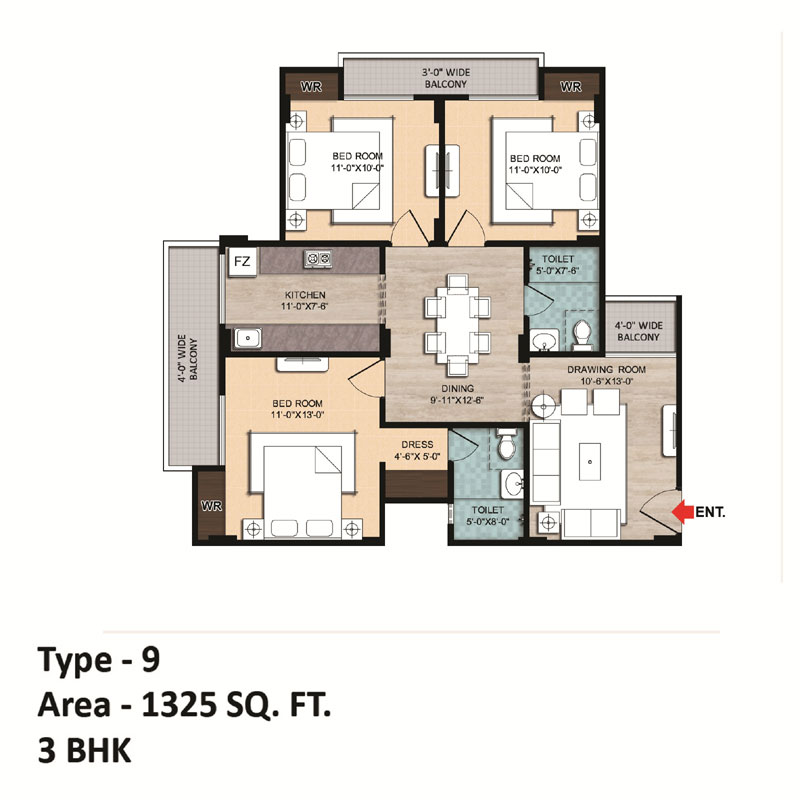 3'-0" WIDE
BALCONY
WR
WR
BED ROOM
11'-0"X10'-0"
BED ROOM
11'-0"X10'-0"
FZ
KITCHEN
11'-0"X7'-6"
TOILET
5'-0"X7'-6"
4'-0" WIDE
BALCONY
4'-0" WIDE
BALCONY
DRAWING ROOM
10'-6"X13'-0"
DINING
9'-11"X12'-6"
BED ROOM
11'-0"X13'-0"
DRESS
4'-6"X 5'-0"
WR
TOILET
5'-0"X8'-0"
ENT.
Type - 9
Area - 1325 SQ. FT.
3 BHK